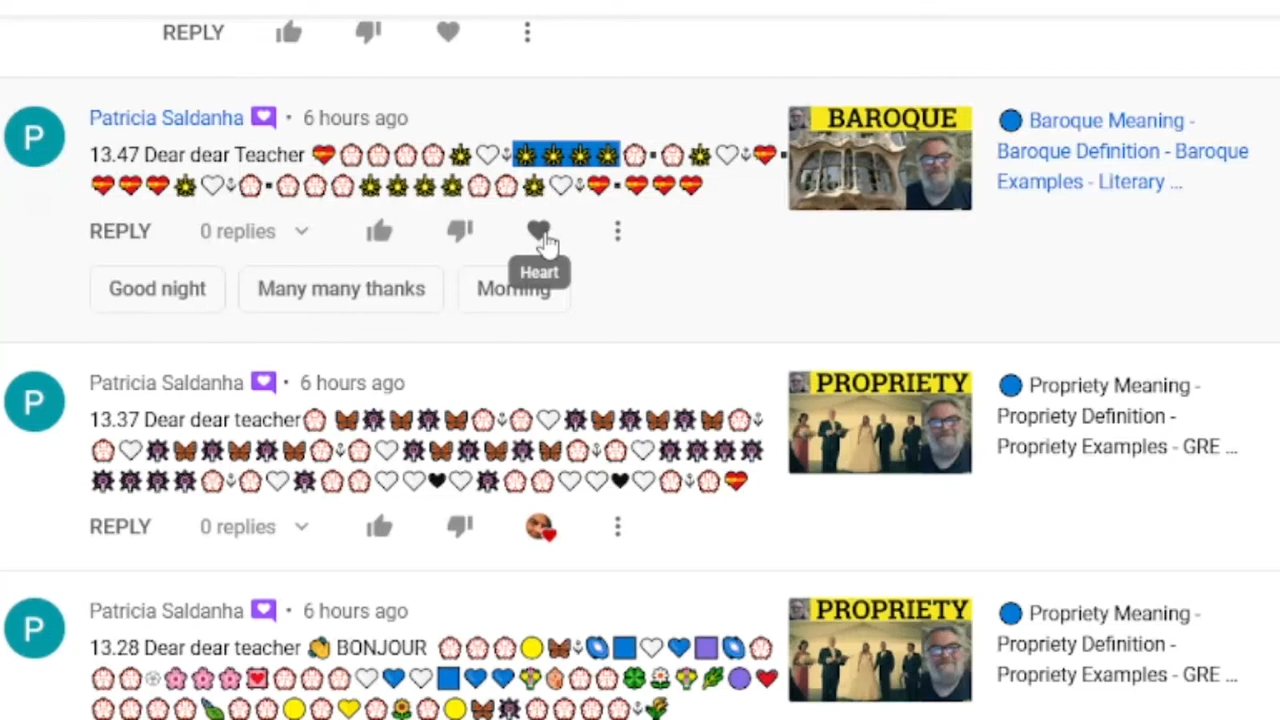 REPLY
Patricia Saldanha • 6 hours ago
13.47 Dear dear Teacher
REPLY 0 replies
Heart
Good night Many many thanks Morning
BAROQUE
Baroque Meaning -
Baroque Definition - Baroque
Examples - Literary ...
Patricia Saldanha • 6 hours ago
13.37 Dear dear teacher
REPLY 0 replies
PROPRIETY
Propriety Meaning -
Propriety Definition -
Propriety Examples - GRE ...
Patricia Saldanha • 6 hours ago
13.28 Dear dear teacher BONJOUR
PROPRIETY
Propriety Meaning -
Propriety Definition -
Propriety Examples - GRE ...
P
P
P